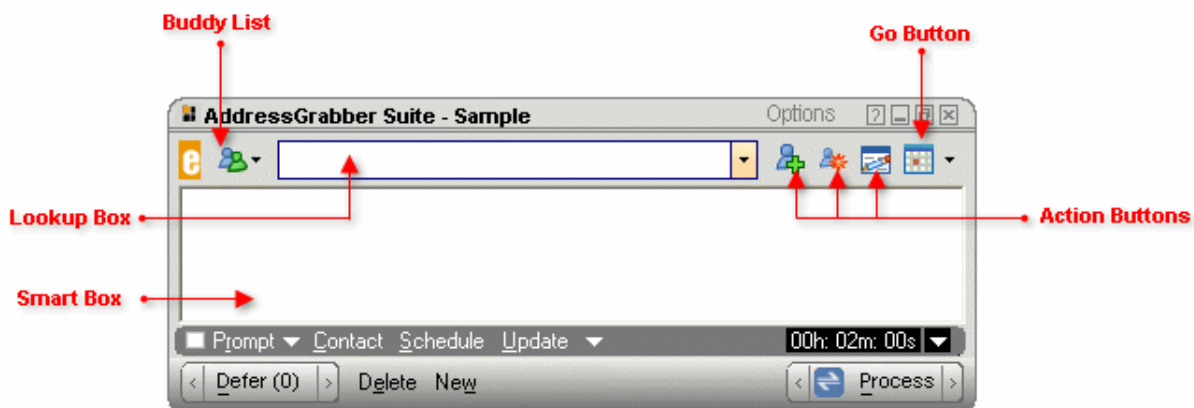 Buddy List
Go Button
AddressGrabber Suite - Sample Options
e
Lookup Box
Action Buttons
Smart Box
Prompt Contact Schedule Update 00h: 02m: 00s
< Defer (0) > Delete New < Process >